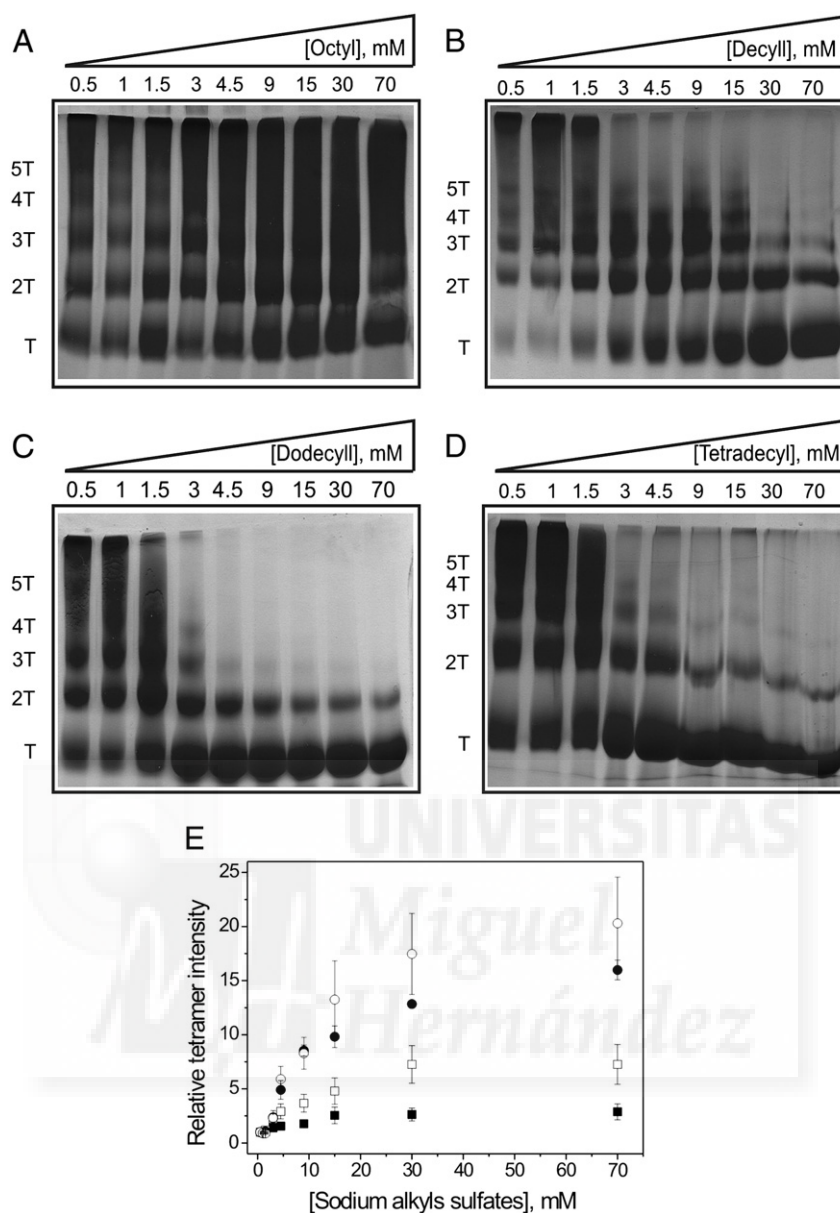 A
[Octyl], mM
0.5 1 1.5 3 4.5 9 15 30 70
5T
4T
3T
2T
T
B
[Decyll], mM
0.5 1 1.5 3 4.5 9 15 30 70
5T
4T
3T
2T
T
C
[Dodecyll], mM
0.5 1 1.5 3 4.5 9 15 30 70
5T
4T
3T
2T
T
D
[Tetradecyl], mM
0.5 1 1.5 3 4.5 9 15 30 70
5T
4T
3T
2T
T
UNIVERSITAS
Miguel
Hernández
E
Relative tetramer intensity
25
20
15
10
5
0
0 10 20 30 40 50 60 70
[Sodium alkyls sulfates], mM